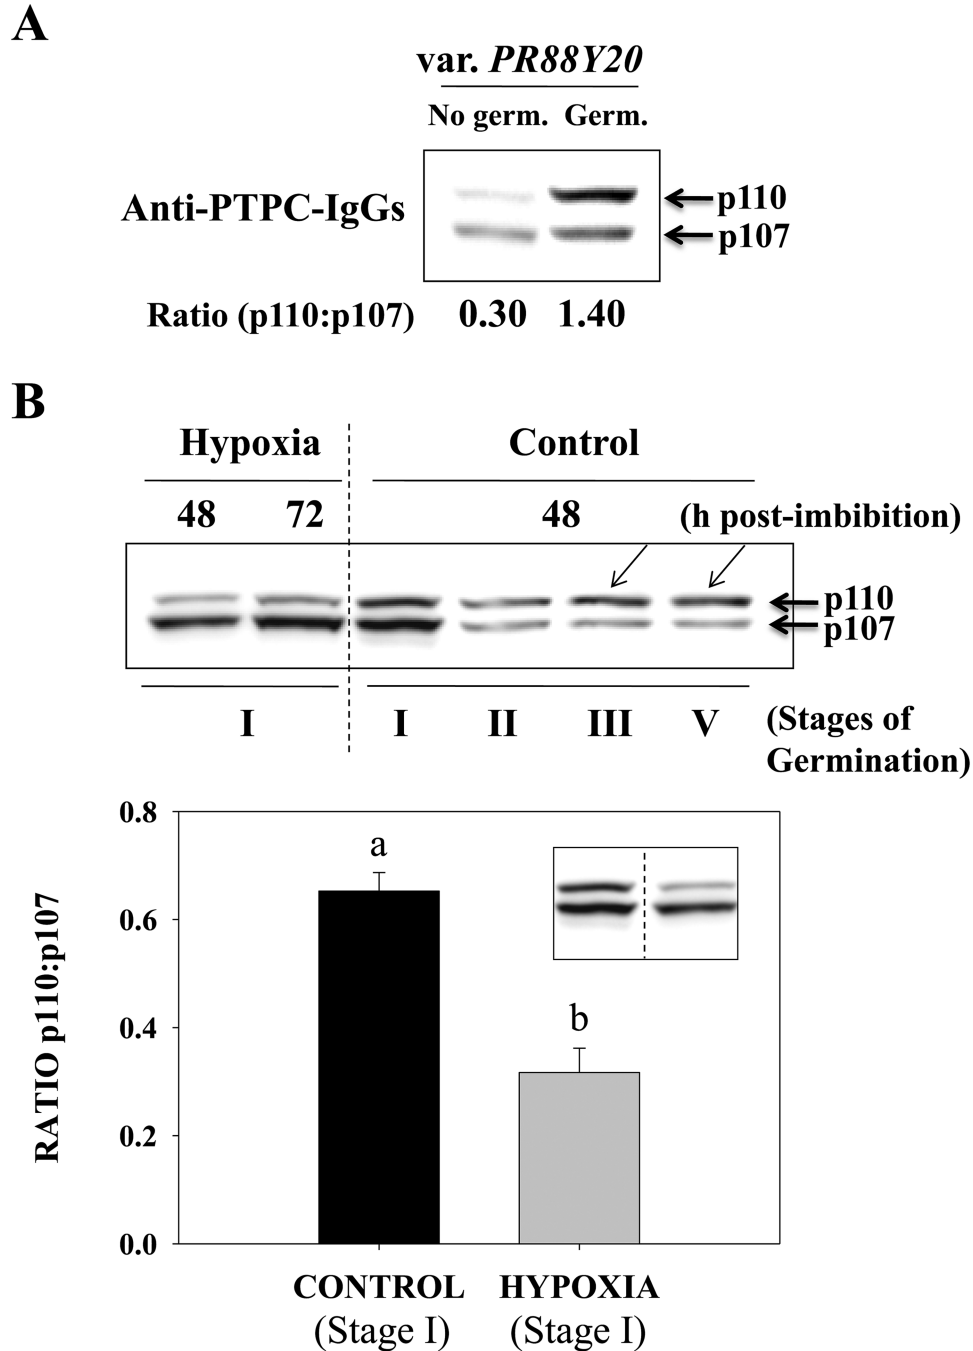 A
var. PR88Y20
No germ. Germ.
Anti-PTPC-IgGs
p110
p107
Ratio (p110:p107) 0.30 1.40
B
Hypoxia Control
48 72 48 (h post-imbibition)
p110
p107
I I II III V (Stages of
Germination)
0.8
0.6
0.4
0.2
0.0
RATIO p110:p107
a
b
CONTROL HYPOXIA
(Stage I) (Stage I)